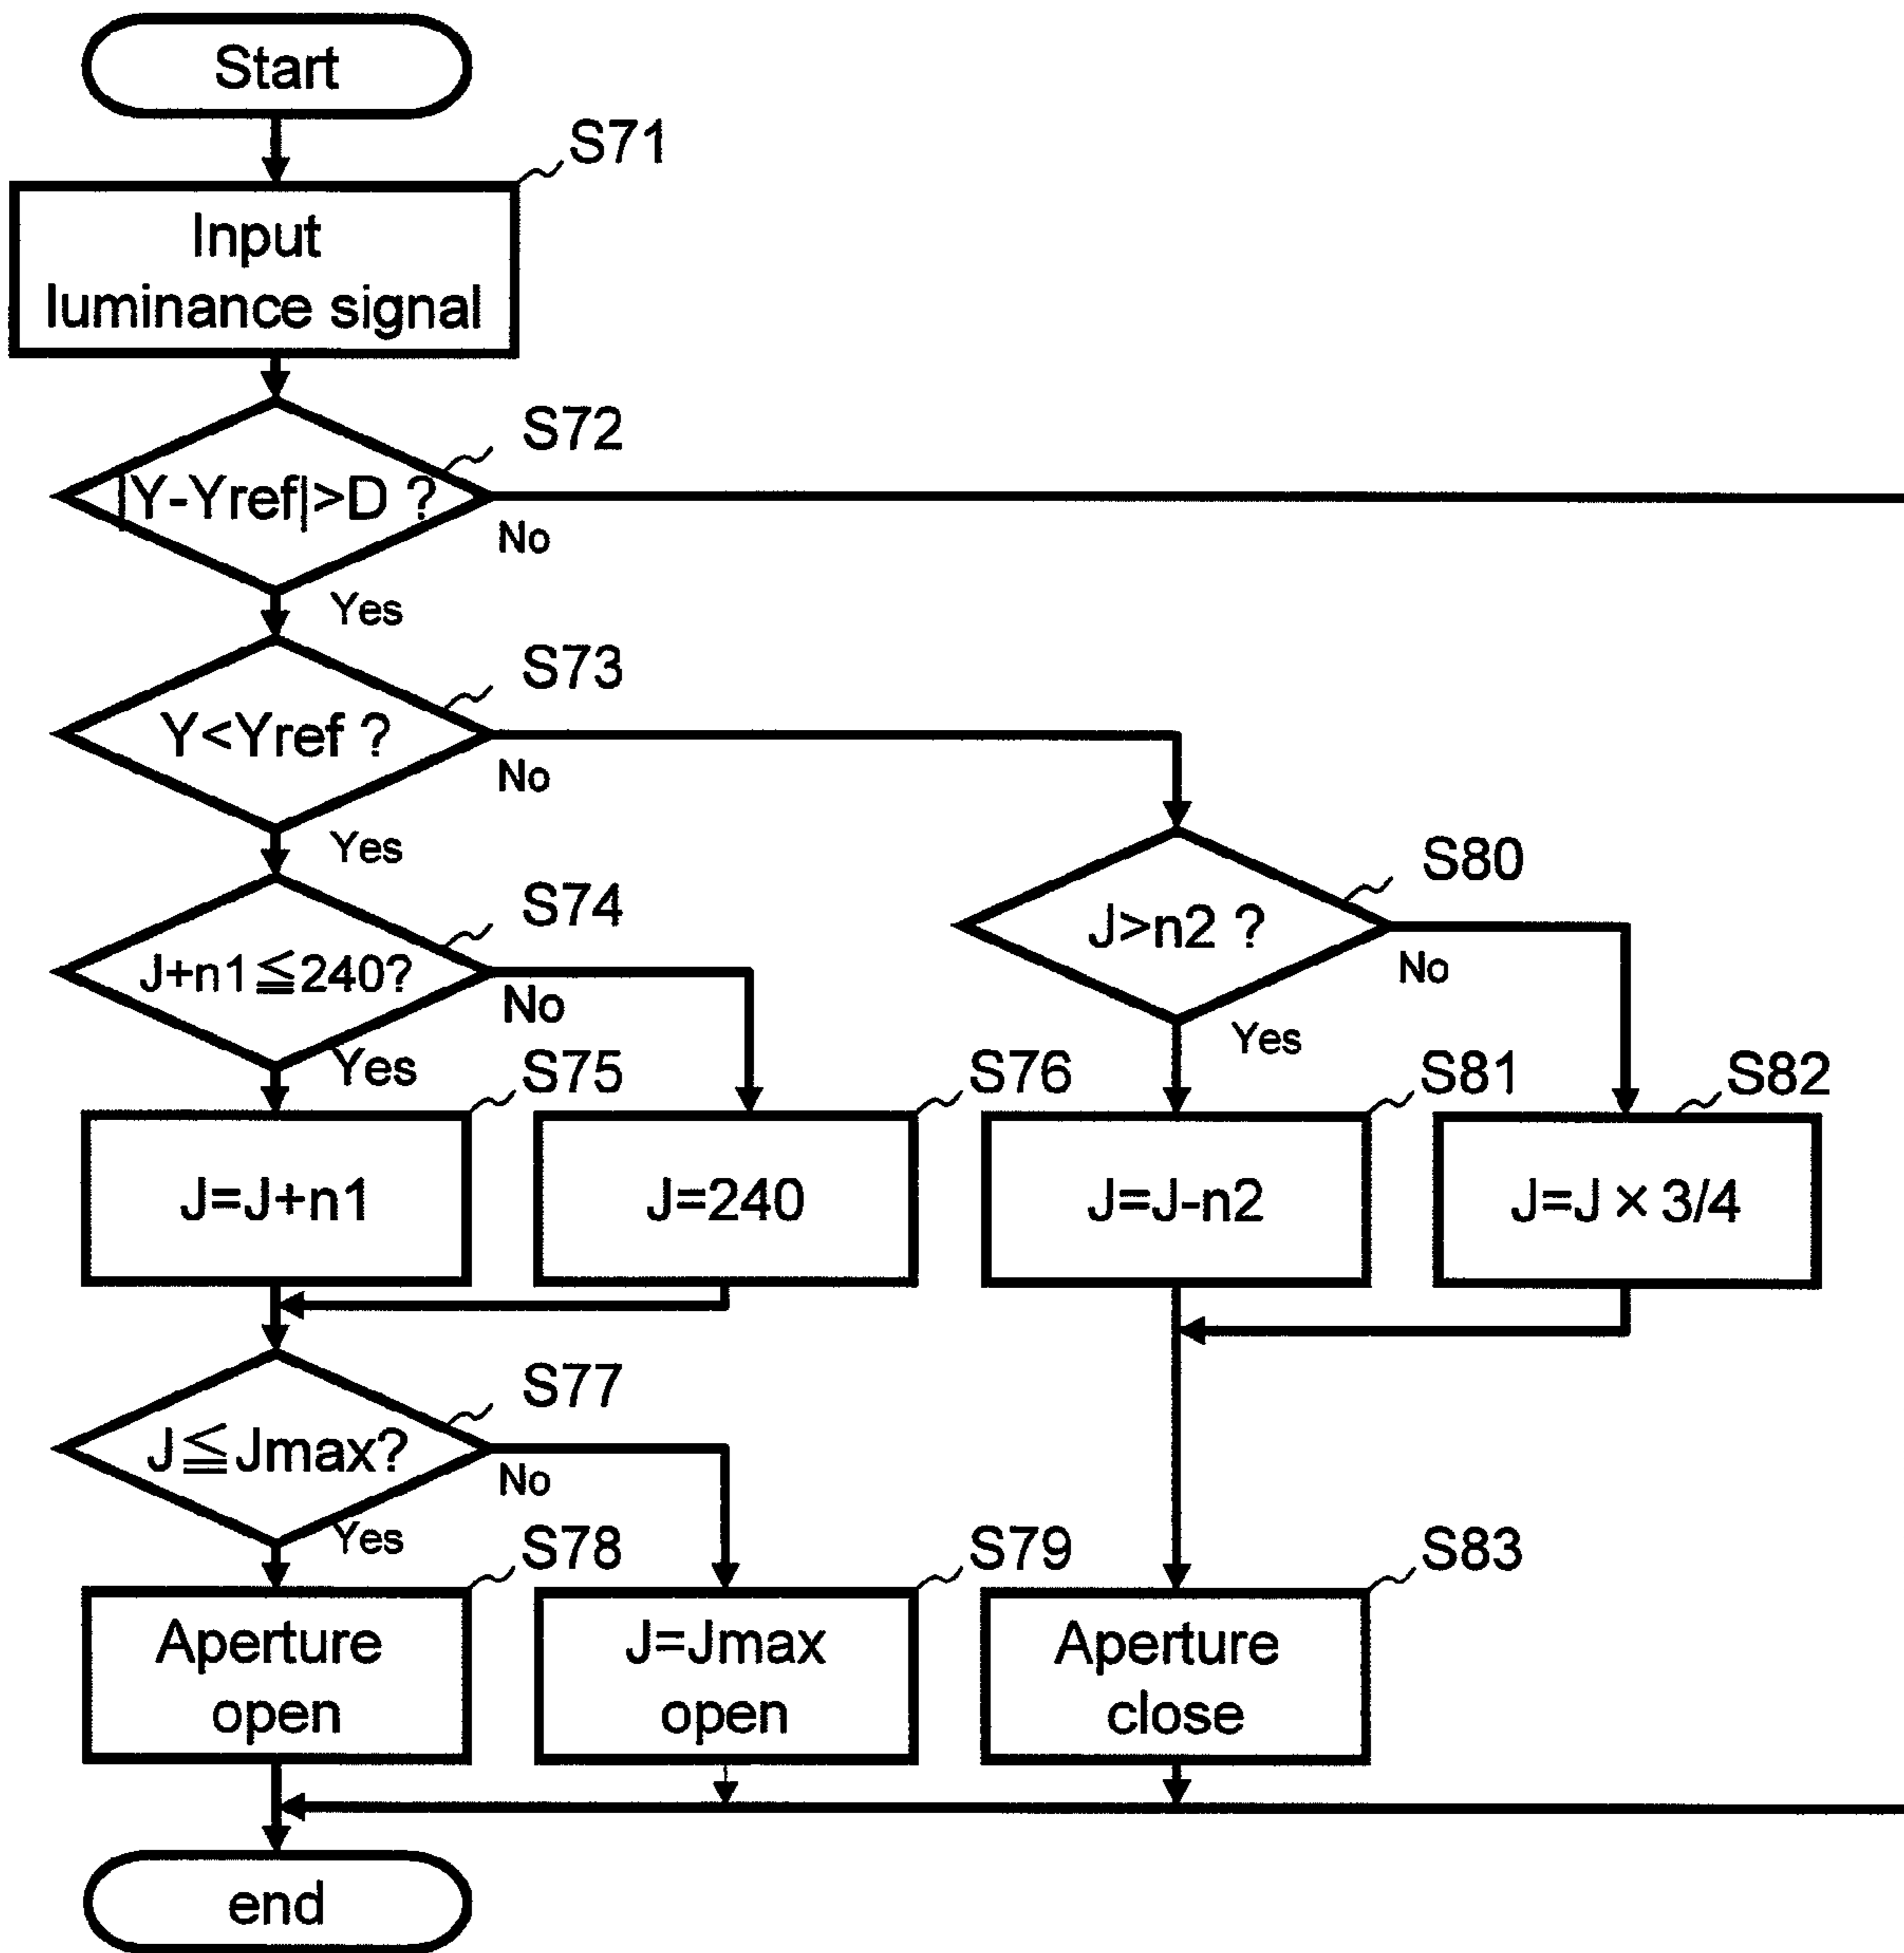 Start
S71
Input
luminance signal
S72
|Y-Yref|>D ?
No
Yes
S73
Y<Yref ?
No
Yes
S74
J+n1≦240?
No
Yes
S80
J>n2 ?
No
Yes
S75
J=J+n1
S76
J=240
S81
J=J-n2
S82
J=J × 3/4
S77
J≦Jmax?
No
Yes
S78
Aperture
open
S79
J=Jmax
open
S83
Aperture
close
end